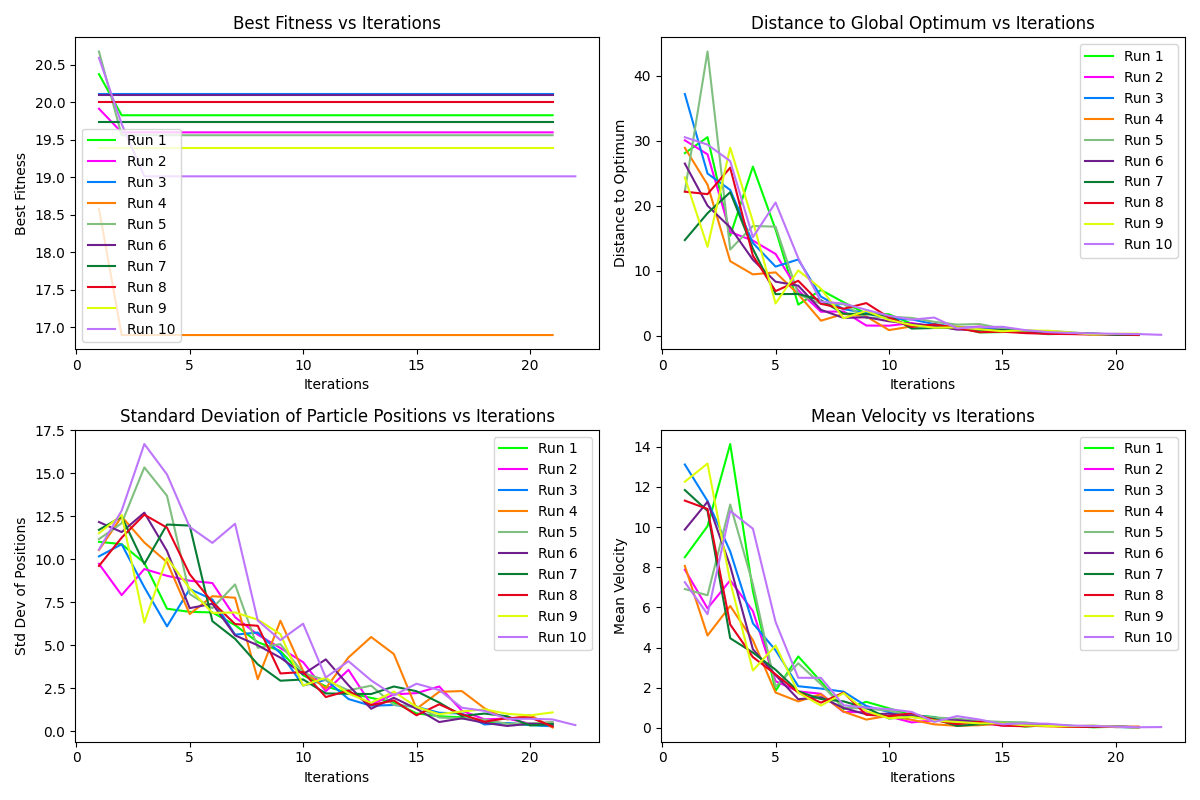 Best Fitness vs Iterations
Best Fitness
20.5
20.0
19.5
19.0
18.5
18.0
17.5
17.0
Run 1
Run 2
Run 3
Run 4
Run 5
Run 6
Run 7
Run 8
Run 9
Run 10
0
5
10
15
20
Iterations
Distance to Global Optimum vs Iterations
Distance to Optimum
40
30
20
10
0
Run 1
Run 2
Run 3
Run 4
Run 5
Run 6
Run 7
Run 8
Run 9
Run 10
0
5
10
15
20
Iterations
Standard Deviation of Particle Positions vs Iterations
Std Dev of Positions
17.5
15.0
12.5
10.0
7.5
5.0
2.5
0.0
Run 1
Run 2
Run 3
Run 4
Run 5
Run 6
Run 7
Run 8
Run 9
Run 10
0
5
10
15
20
Iterations
Mean Velocity vs Iterations
Mean Velocity
14
12
10
8
6
4
2
0
Run 1
Run 2
Run 3
Run 4
Run 5
Run 6
Run 7
Run 8
Run 9
Run 10
0
5
10
15
20
Iterations